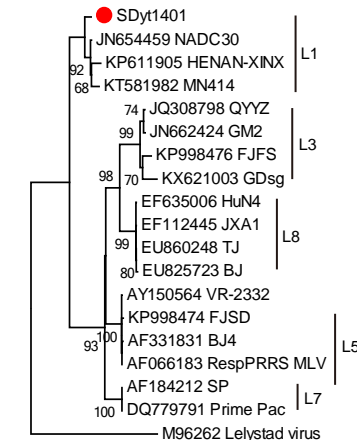 SDyt1401
JN654459 NADC30
KP611905 HENAN-XINX
92
L1
KT581982 MN414
68
JQ308798 QYYZ
74
JN662424 GM2
99
L3
KP998476 FJFS
KX621003 GDsg
70
98
EF635006 HuN4
EF112445 JXA1
L8
EU860248 TJ
99
EU825723 BJ
80
AY150564 VR-2332
KP998474 FJSD
AF331831 BJ4
100
93
L5
AF066183 RespPRRS MLV
AF184212 SP
L7
DQ779791 Prime Pac
100
M96262 Lelystad virus